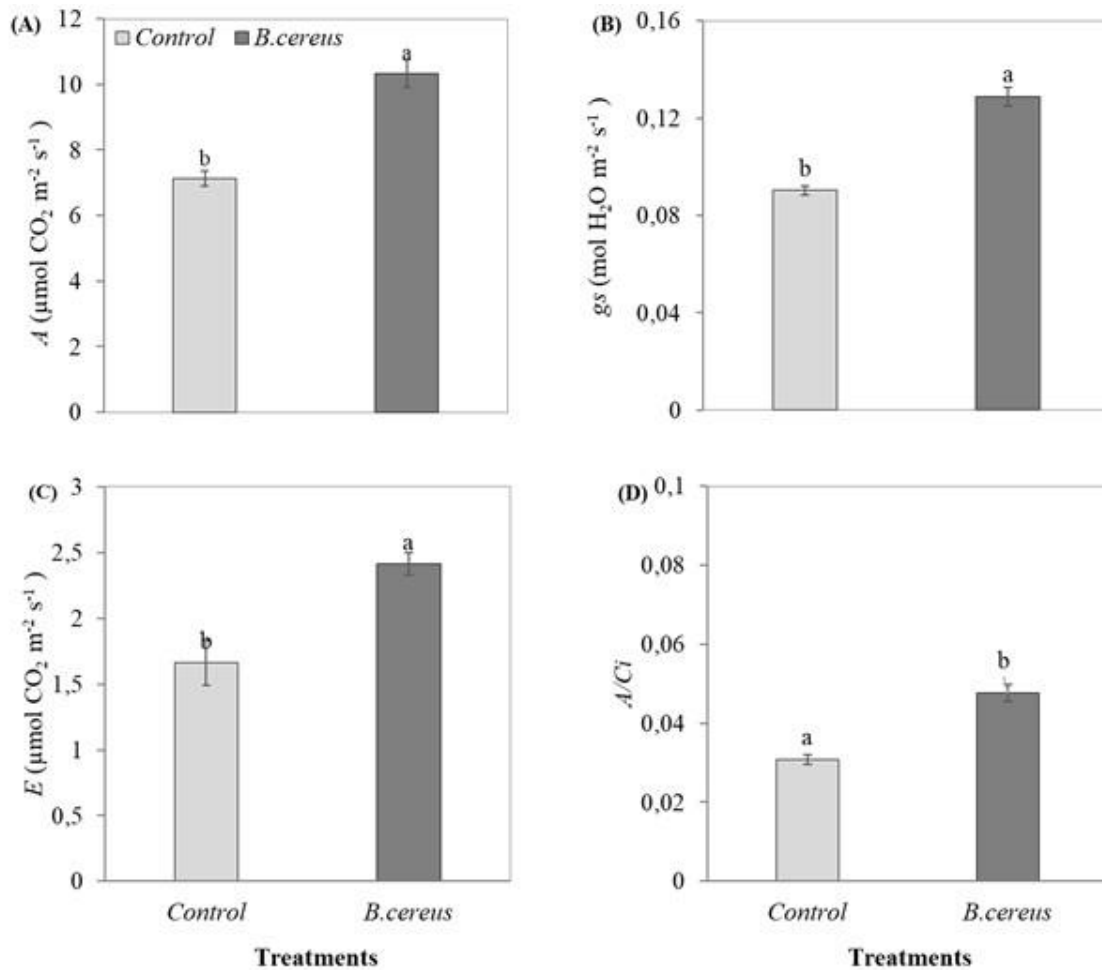 (A)
A (µmol CO₂ m⁻² s⁻¹ )
12
10
8
6
4
2
0
Control B.cereus
b
a
(B)
gs (mol H₂O m⁻² s⁻¹ )
0,16
0,12
0,08
0,04
0
b
a
(C)
E (µmol CO₂ m⁻² s⁻¹ )
3
2,5
2
1,5
1
0,5
0
b
a
Control B.cereus
Treatments
(D)
A/Ci
0,1
0,08
0,06
0,04
0,02
0
a
b
Control B.cereus
Treatments